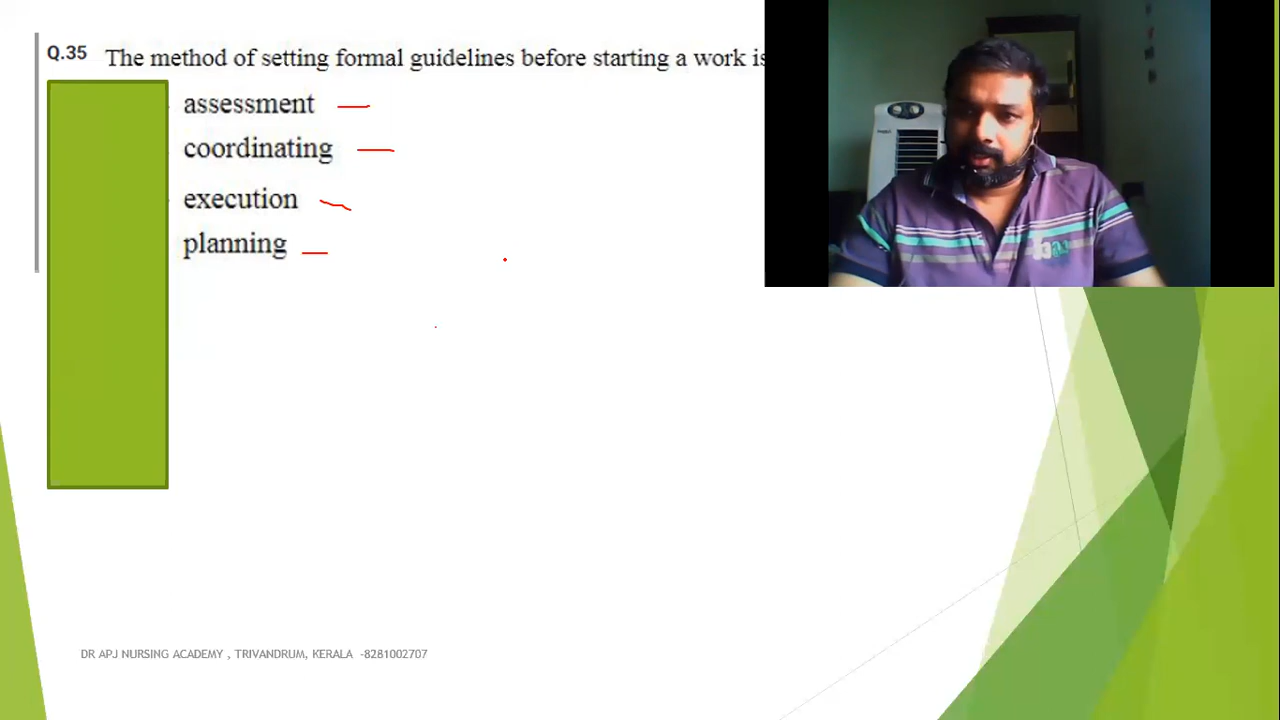 Q.35 The method of setting formal guidelines before starting a work is
assessment
coordinating
execution
planning
DR APJ NURSING ACADEMY , TRIVANDRUM, KERALA -8281002707